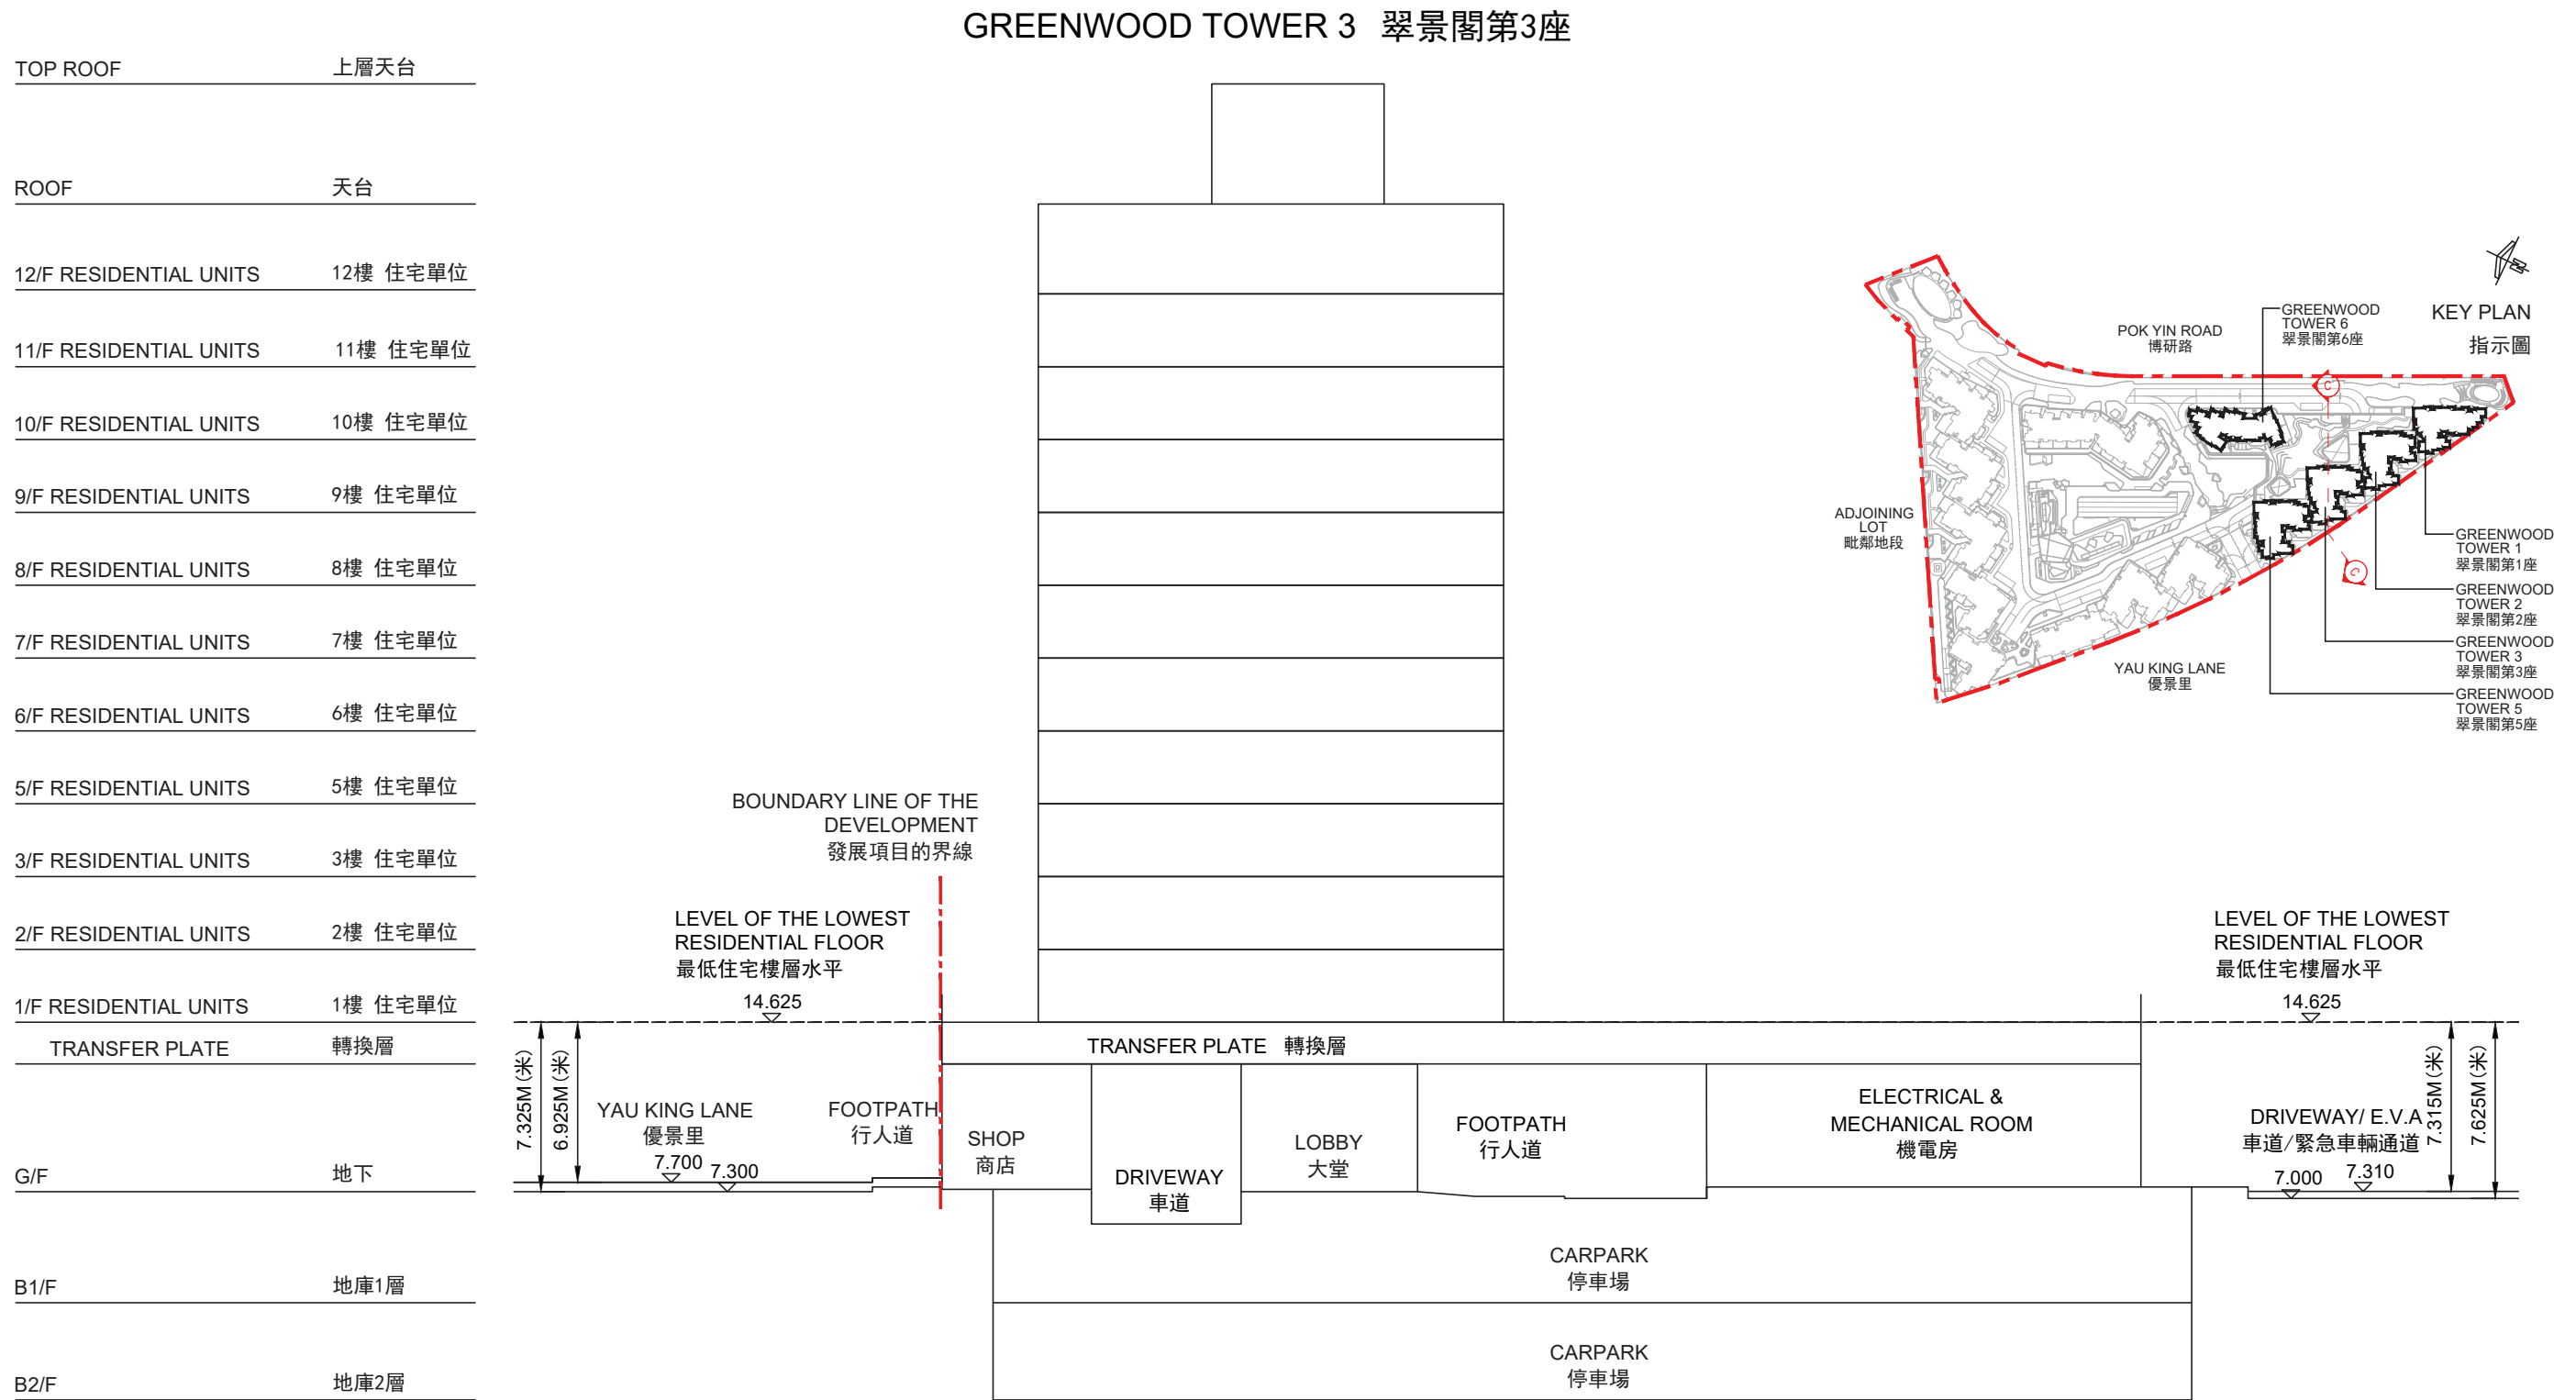 GREENWOOD TOWER 3 翠景閣第3座
TOP ROOF 上層天台
ROOF 天台
12/F RESIDENTIAL UNITS 12樓 住宅單位
11/F RESIDENTIAL UNITS 11樓 住宅單位
10/F RESIDENTIAL UNITS 10樓 住宅單位
9/F RESIDENTIAL UNITS 9樓 住宅單位
8/F RESIDENTIAL UNITS 8樓 住宅單位
7/F RESIDENTIAL UNITS 7樓 住宅單位
6/F RESIDENTIAL UNITS 6樓 住宅單位
5/F RESIDENTIAL UNITS 5樓 住宅單位
3/F RESIDENTIAL UNITS 3樓 住宅單位
2/F RESIDENTIAL UNITS 2樓 住宅單位
1/F RESIDENTIAL UNITS 1樓 住宅單位
TRANSFER PLATE 轉換層
G/F 地下
B1/F 地庫1層
B2/F 地庫2層
BOUNDARY LINE OF THE
DEVELOPMENT
發展項目的界線
LEVEL OF THE LOWEST
RESIDENTIAL FLOOR
最低住宅樓層水平
14.625
7.325M(米)
6.925M(米)
YAU KING LANE
優景里
7.700
7.300
FOOTPATH
行人道
TRANSFER PLATE 轉換層
SHOP
商店
DRIVEWAY
車道
LOBBY
大堂
FOOTPATH
行人道
ELECTRICAL &
MECHANICAL ROOM
機電房
CARPARK
停車場
CARPARK
停車場
LEVEL OF THE LOWEST
RESIDENTIAL FLOOR
最低住宅樓層水平
14.625
DRIVEWAY/ E.V.A
車道/緊急車輛通道
7.000
7.310
7.315M(米)
7.625M(米)
N
KEY PLAN
指示圖
POK YIN ROAD
博研路
GREENWOOD
TOWER 6
翠景閣第6座
C
ADJOINING
LOT
毗鄰地段
GREENWOOD
TOWER 1
翠景閣第1座
C
GREENWOOD
TOWER 2
翠景閣第2座
GREENWOOD
TOWER 3
翠景閣第3座
YAU KING LANE
優景里
GREENWOOD
TOWER 5
翠景閣第5座